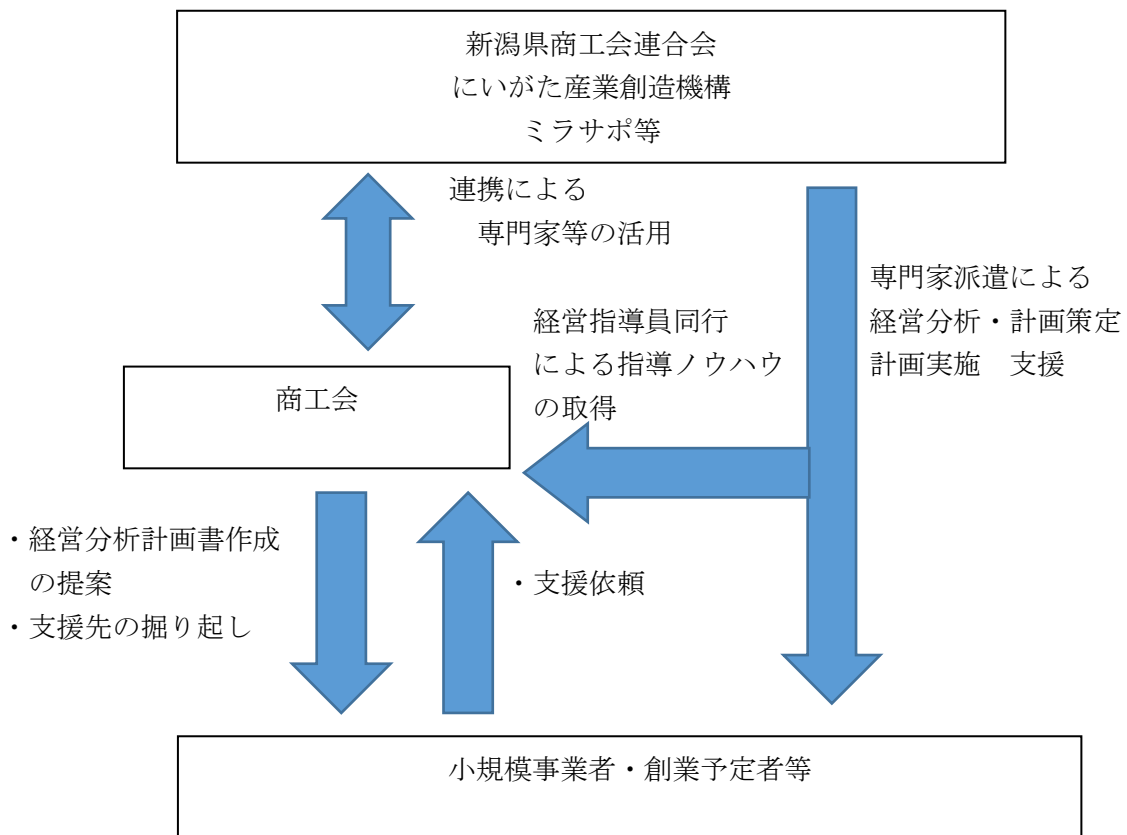 新潟県商工会連合会
にいがた産業創造機構
ミラサポ等
連携による
専門家等の活用
専門家派遣による
経営分析・計画策定
計画実施　支援
経営指導員同行
による指導ノウハウ
の取得
商工会
・経営分析計画書作成
の提案
・支援先の掘り起し
・支援依頼
小規模事業者・創業予定者等